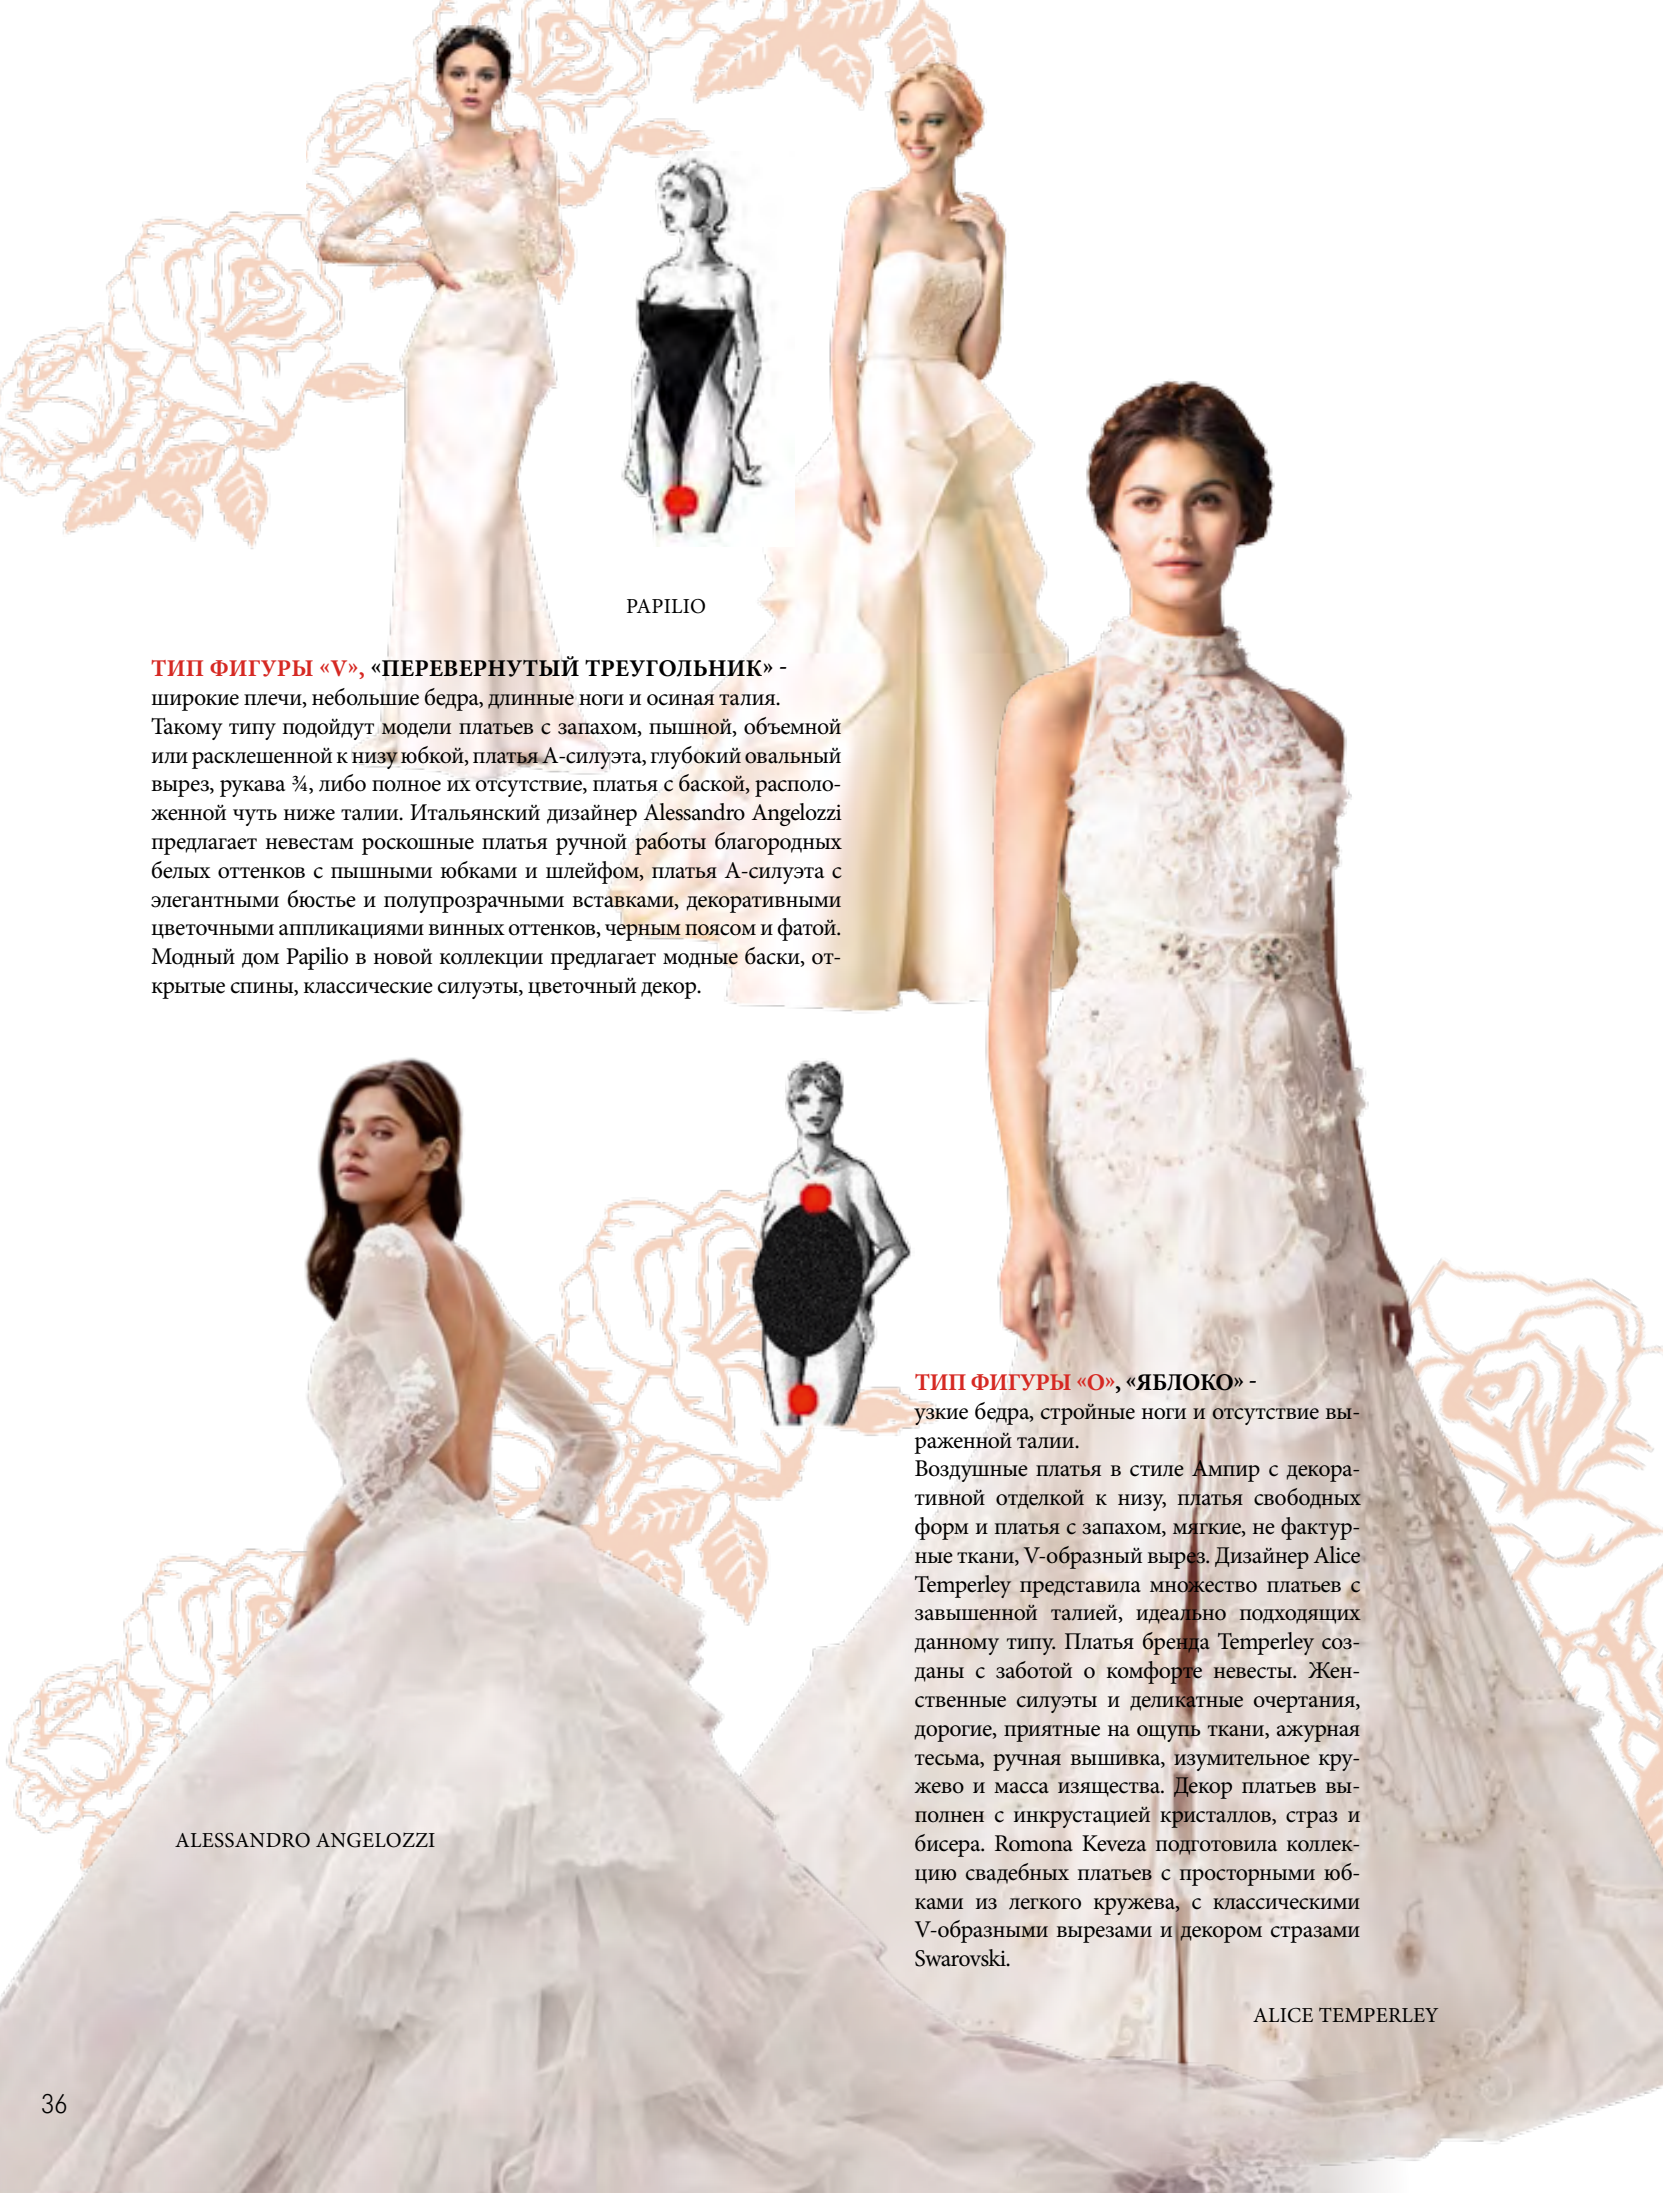 PAPILIO
ТИП ФИГУРЫ «V», «ПЕРЕВЕРНУТЫЙ ТРЕУГОЛЬНИК» -
широкие плечи, небольшие бедра, длинные ноги и осиная талия.
Такому типу подойдут модели платьев с запахом, пышной, объемной
или расклешенной к низу юбкой, платья А-силуэта, глубокий овальный
вырез, рукава ¾, либо полное их отсутствие, платья с баской, располо-
женной чуть ниже талии. Итальянский дизайнер Alessandro Angelozzi
предлагает невестам роскошные платья ручной работы благородных
белых оттенков с пышными юбками и шлейфом, платья А-силуэта с
элегантными бюстье и полупрозрачными вставками, декоративными
цветочными аппликациями винных оттенков, черным поясом и фатой.
Модный дом Papilio в новой коллекции предлагает модные баски, от-
крытые спины, классические силуэты, цветочный декор.
ТИП ФИГУРЫ «О», «ЯБЛОКО» -
узкие бедра, стройные ноги и отсутствие вы-
раженной талии.
Воздушные платья в стиле Ампир с декора-
тивной отделкой к низу, платья свободных
форм и платья с запахом, мягкие, не фактур-
ные ткани, V-образный вырез. Дизайнер Alice
Temperley представила множество платьев с
завышенной талией, идеально подходящих
данному типу. Платья бренда Temperley соз-
даны с заботой о комфорте невесты. Жен-
ственные силуэты и деликатные очертания,
дорогие, приятные на ощупь ткани, ажурная
тесьма, ручная вышивка, изумительное кру-
жево и масса изящества. Декор платьев вы-
полнен с инкрустацией кристаллов, страз и
бисера. Romona Keveza подготовила коллек-
цию свадебных платьев с просторными юб-
ками из легкого кружева, с классическими
V-образными вырезами и декором стразами
Swarovski.
ALESSANDRO ANGELOZZI
ALICE TEMPERLEY
36